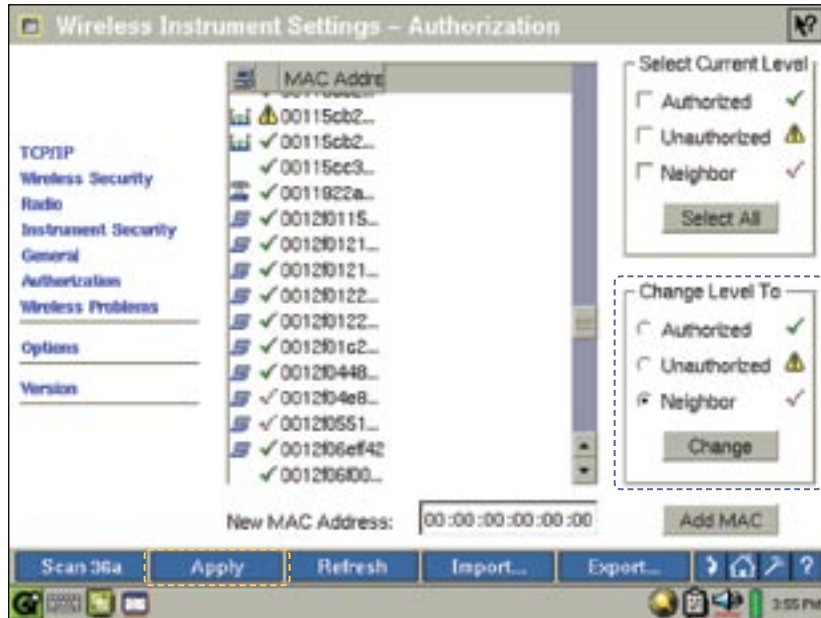 Wireless Instrument Settings – Authorization
TCP/IP
Wireless Security
Radio
Instrument Security
General
Authorization
Wireless Problems
Options
Version
MAC Addre
00115cb2...
00115cb2...
00115cc3...
0011922a...
0012f0115...
0012f0121...
0012f0121...
0012f0122...
0012f0122...
0012f01c2...
0012f0448...
0012f04e8...
0012f0551...
0012f06eff42
0012f06f00...
Select Current Level
Authorized
Unauthorized
Neighbor
Select All
Change Level To
Authorized
Unauthorized
Neighbor
Change
New MAC Address:
00:00:00:00:00:00
Add MAC
Scan 36a
Apply
Refresh
Import...
Export...
?
3:55 PM